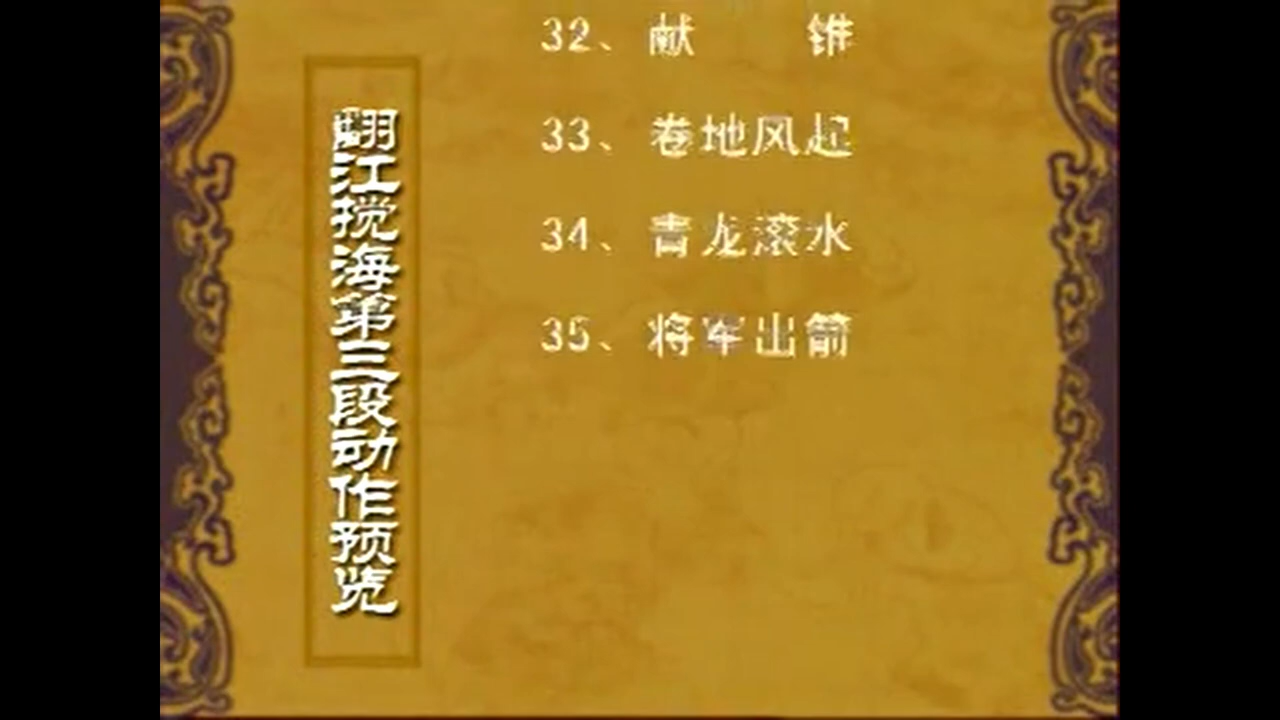 翻江搅海第三段动作预览
32、献 锥
33、卷地风起
34、青龙滚水
35、将军出箭